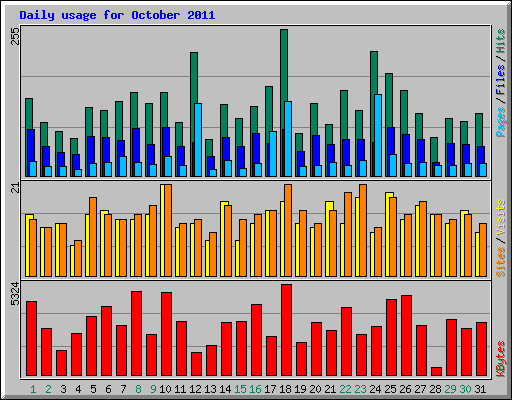 Daily usage for October 2011
255
Pages / Files / Hits
21
Sites / Visits
5324
KBytes
1 2 3 4 5 6 7 8 9 10 11 12 13 14 15 16 17 18 19 20 21 22 23 24 25 26 27 28 29 30 31